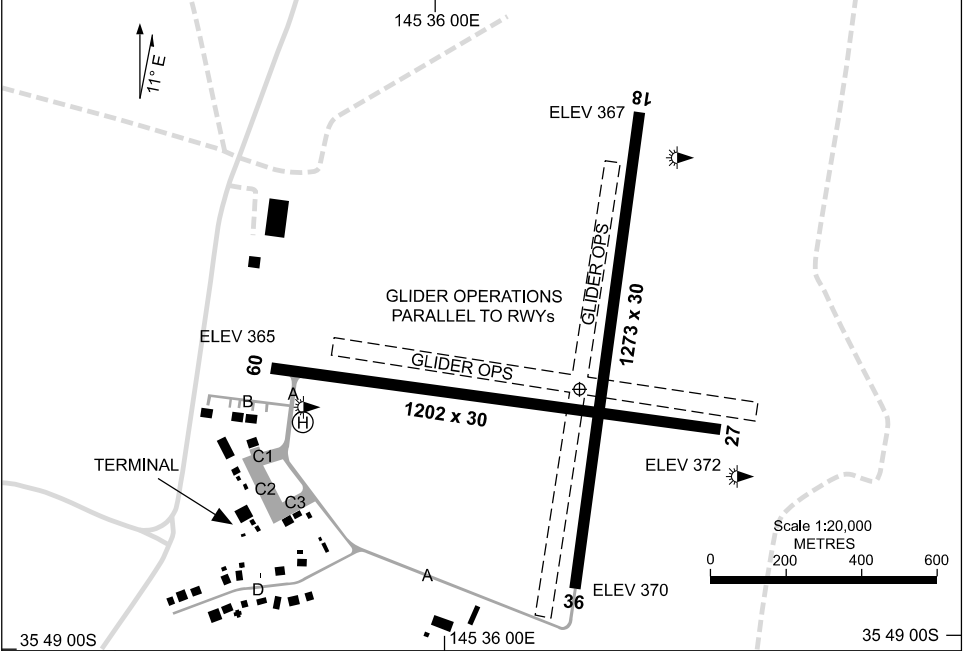 145 36 00E
11° E
18
ELEV 367
GLIDER OPS
GLIDER OPERATIONS
PARALLEL TO RWYs
1273 x 30
ELEV 365
09
GLIDER OPS
A
B
H
1202 x 30
27
C1
TERMINAL
C2
C3
ELEV 372
Scale 1:20,000
METRES
0 200 400 600
A
D
36
ELEV 370
35 49 00S
145 36 00E
35 49 00S